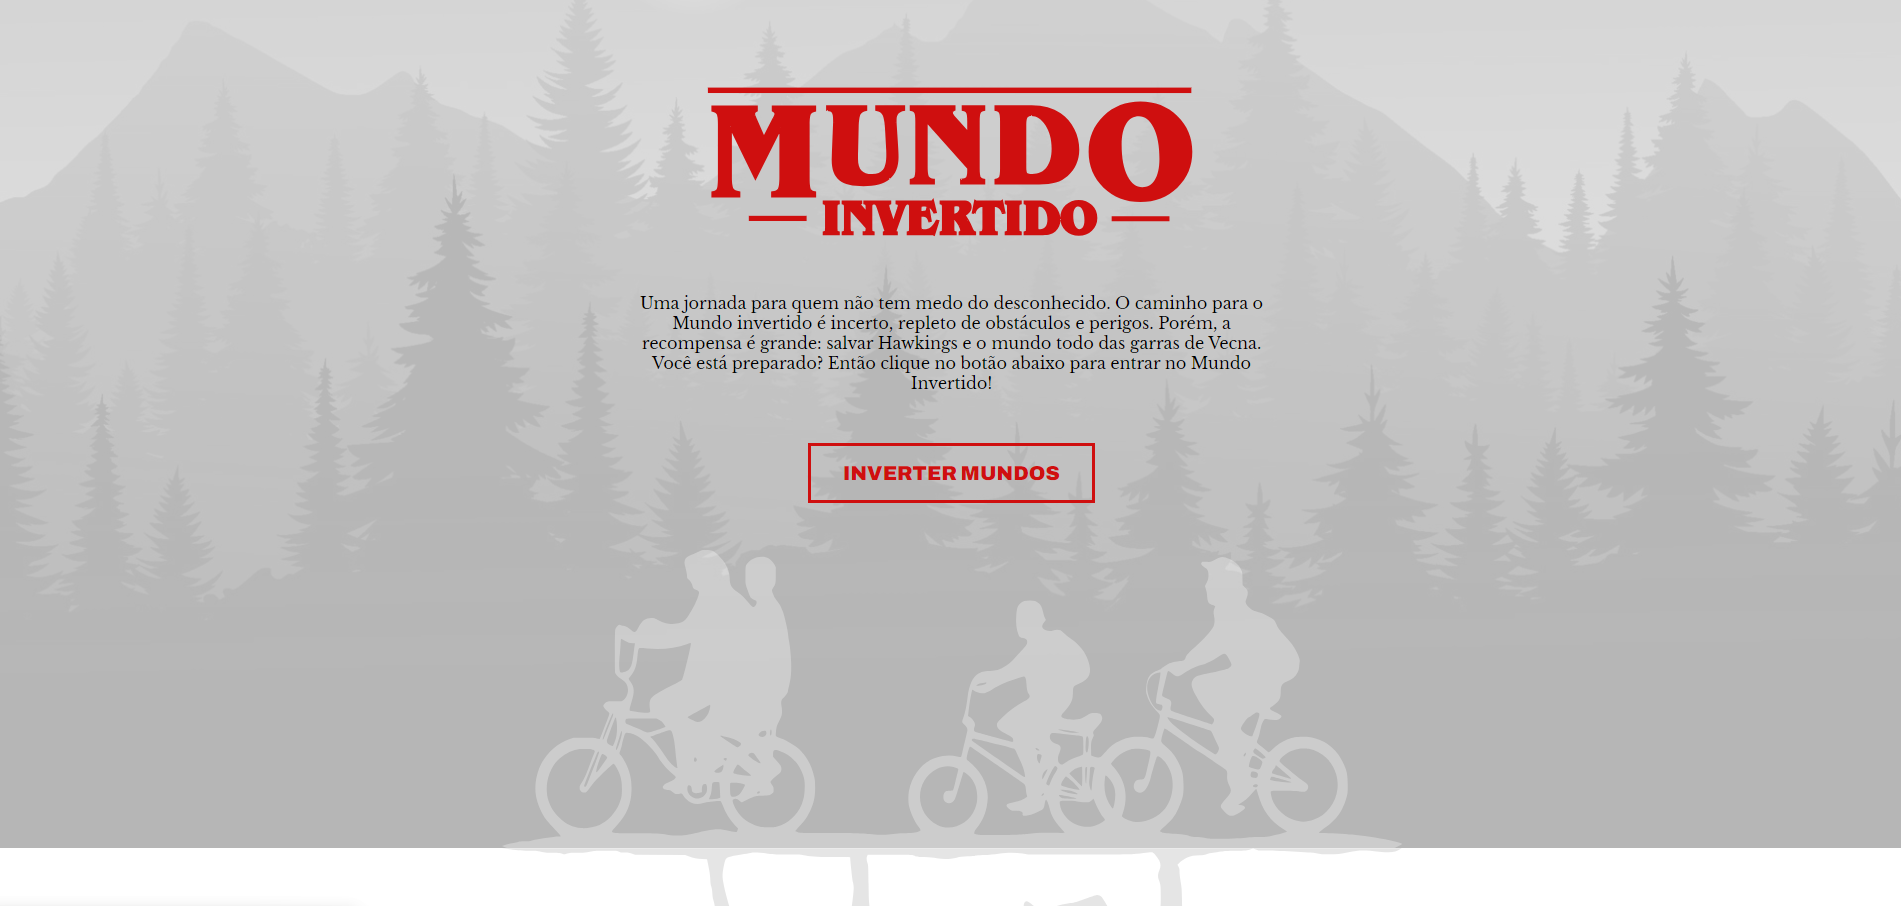 MUNDO
INVERTIDO
Uma jornada para quem não tem medo do desconhecido. O caminho para o
Mundo invertido é incerto, repleto de obstáculos e perigos. Porém, a
recompensa é grande: salvar Hawkings e o mundo todo das garras de Vecna.
Você está preparado? Então clique no botão abaixo para entrar no Mundo
Invertido!
INVERTER MUNDOS